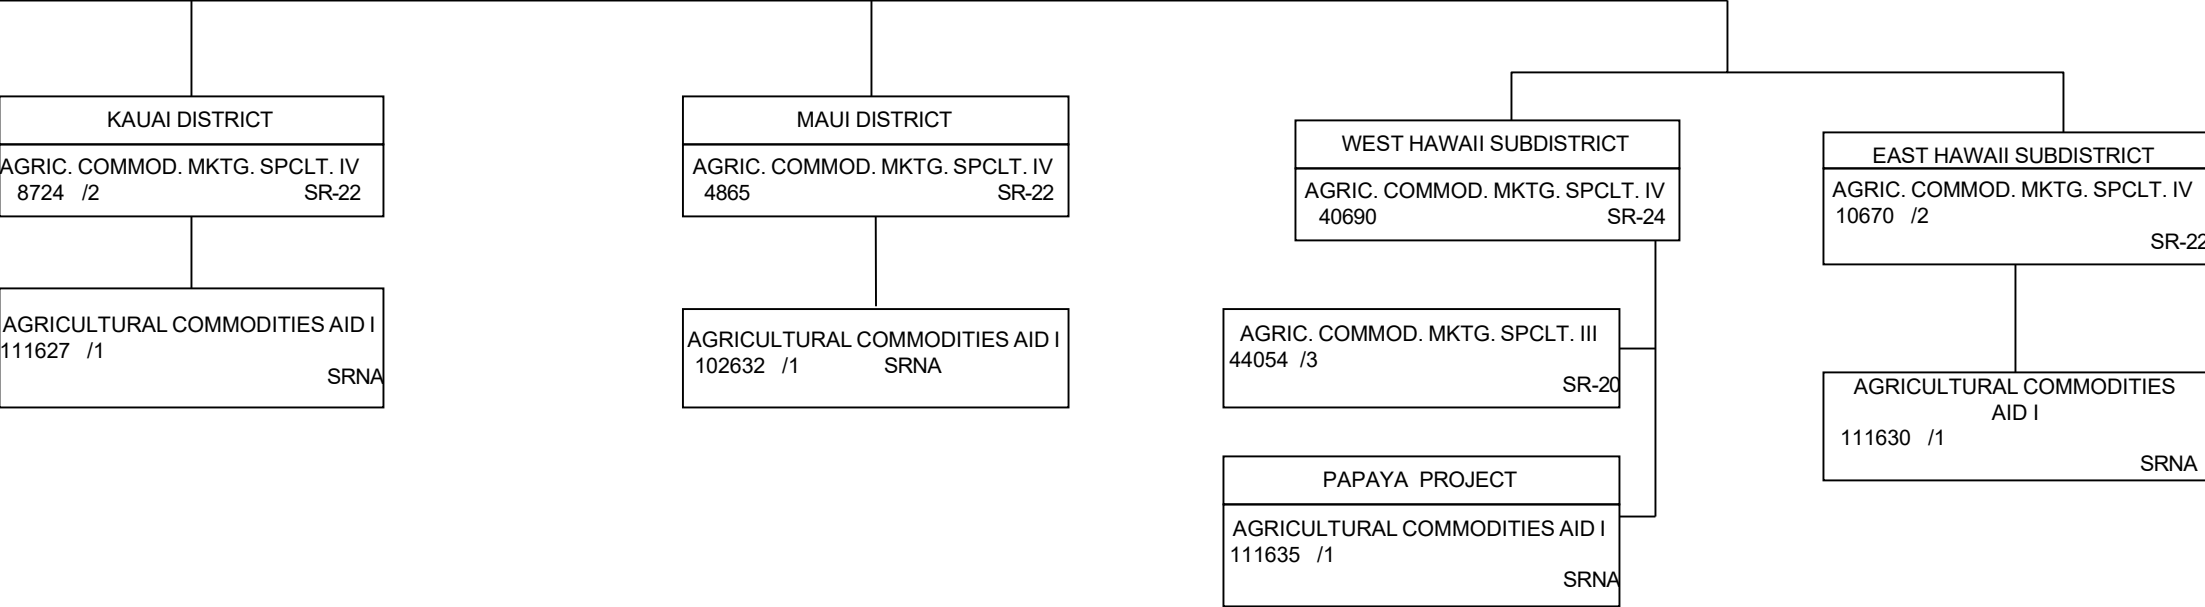 KAUAI DISTRICT
AGRIC. COMMOD. MKTG. SPCLT. IV
8724 /2 SR-22
AGRICULTURAL COMMODITIES AID I
111627 /1
SRNA
MAUI DISTRICT
AGRIC. COMMOD. MKTG. SPCLT. IV
4865 SR-22
AGRICULTURAL COMMODITIES AID I
102632 /1 SRNA
WEST HAWAII SUBDISTRICT
AGRIC. COMMOD. MKTG. SPCLT. IV
40690 SR-24
AGRIC. COMMOD. MKTG. SPCLT. III
44054 /3
SR-20
PAPAYA PROJECT
AGRICULTURAL COMMODITIES AID I
111635 /1
SRNA
EAST HAWAII SUBDISTRICT
AGRIC. COMMOD. MKTG. SPCLT. IV
10670 /2
SR-22
AGRICULTURAL COMMODITIES
AID I
111630 /1
SRNA